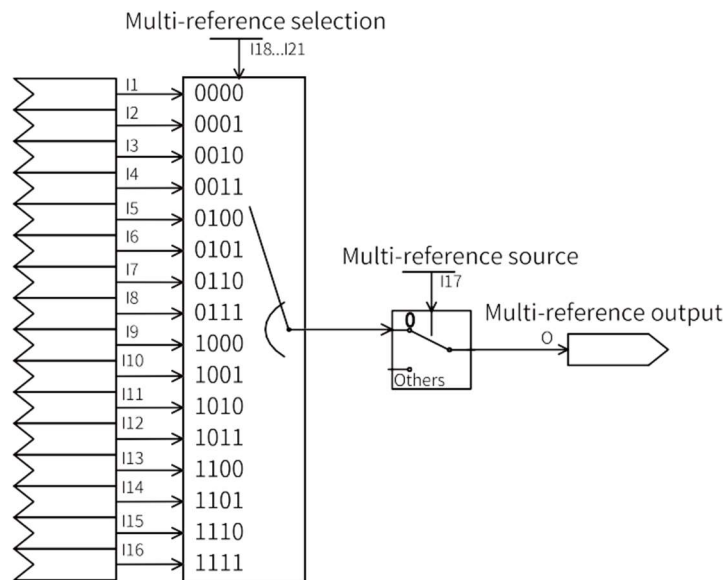 Multi-reference selection
I18...I21
I1 0000
I2 0001
I3 0010
I4 0011
I5 0100
I6 0101
I7 0110
I8 0111
I9 1000
I10 1001
I11 1010
I12 1011
I13 1100
I14 1101
I15 1110
I16 1111
Multi-reference source
I17
0
Others
Multi-reference output
O